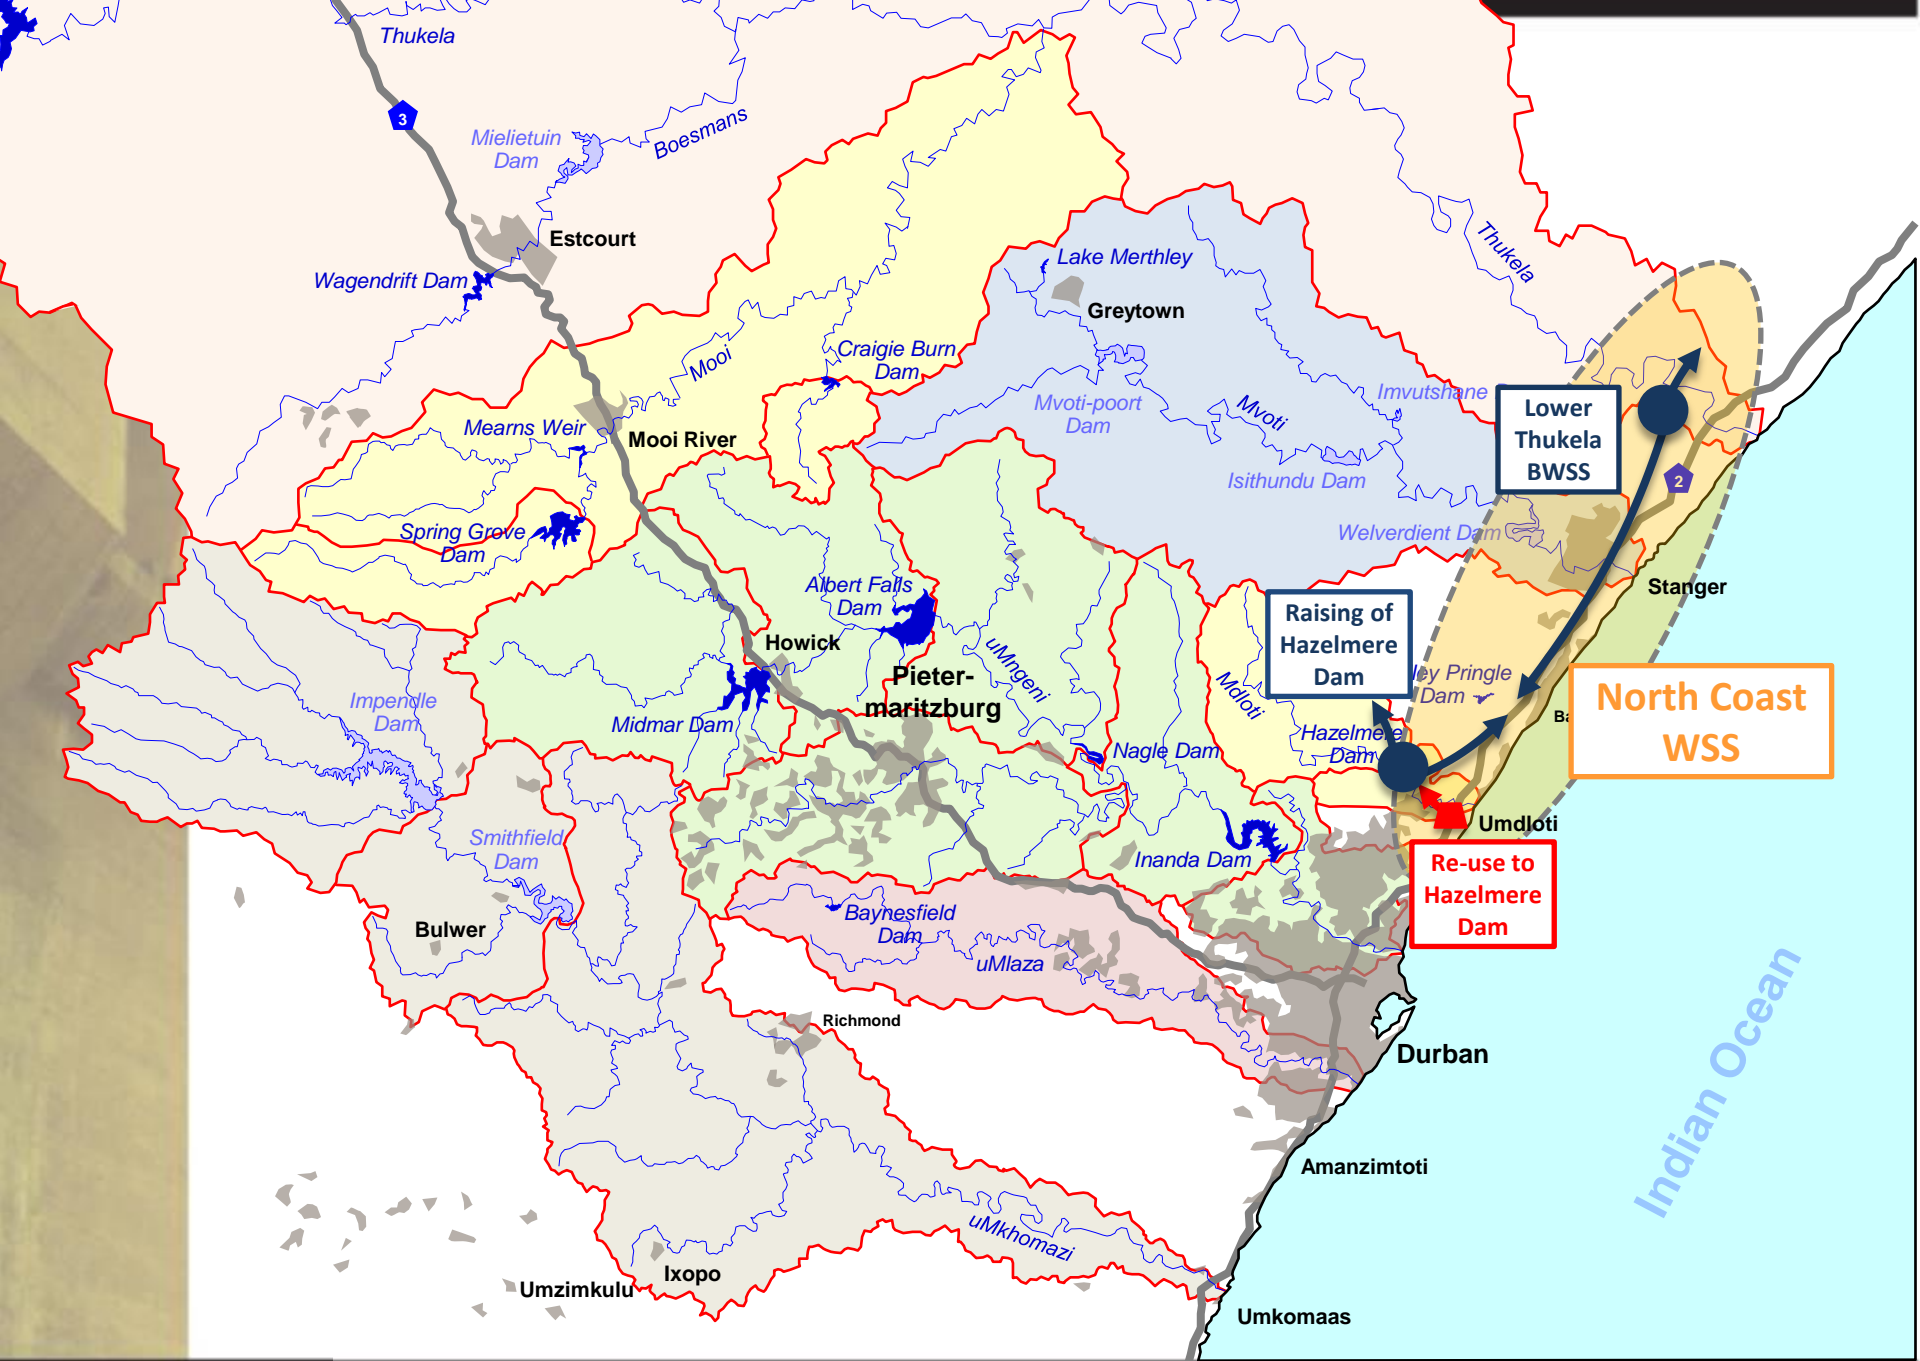 Thukela
3
Mielietuin
Dam
Boesmans
Estcourt
Wagendrift Dam
Thukela
Lake Merthley
Greytown
Craigie Burn
Dam
Mooi
Imvutshane
Mvoti-poort
Dam
Mvoti
Lower
Thukela
BWSS
Mearns Weir
Mooi River
2
Isithundu Dam
Spring Grove
Dam
Welverdient Dam
Albert Falls
Dam
Stanger
Raising of
Hazelmere
Dam
Howick
uMngeni
ley Pringle
Dam
Pieter-
maritzburg
Mdloti
Impendle
Dam
Midmar Dam
Nagle Dam
Hazelmere
Dam
Ba
North Coast
WSS
Smithfield
Dam
Inanda Dam
Umdloti
Re-use to
Hazelmere
Dam
Bulwer
Baynesfield
Dam
uMlaza
Richmond
Durban
Indian Ocean
Amanzimtoti
uMkhomazi
Ixopo
Umzimkulu
Umkomaas